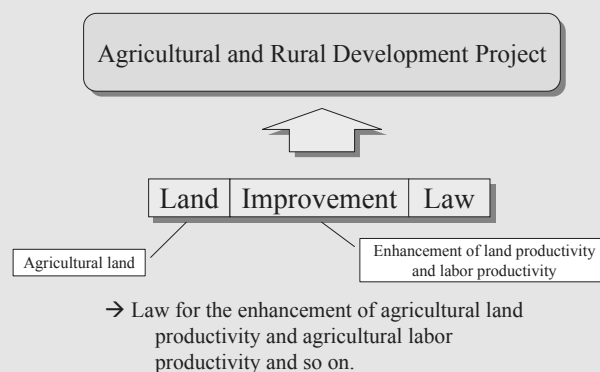 Agricultural and Rural Development Project
Land Improvement Law
Agricultural land
Enhancement of land productivity
and labor productivity
→ Law for the enhancement of agricultural land
productivity and agricultural labor
productivity and so on.